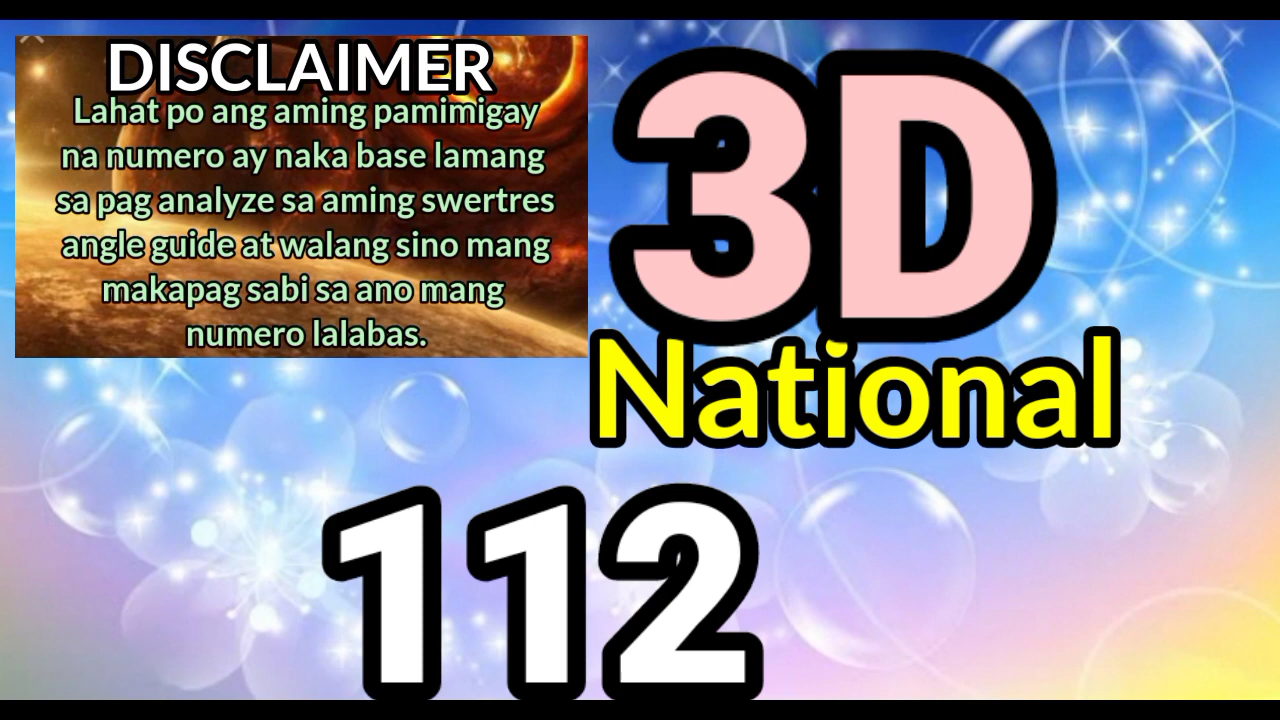 DISCLAIMER
Lahat po ang aming pamimigay
na numero ay naka base lamang
sa pag analyze sa aming swertres
angle guide at walang sino mang
makapag sabi sa ano mang
numero lalabas.
3D
National
112